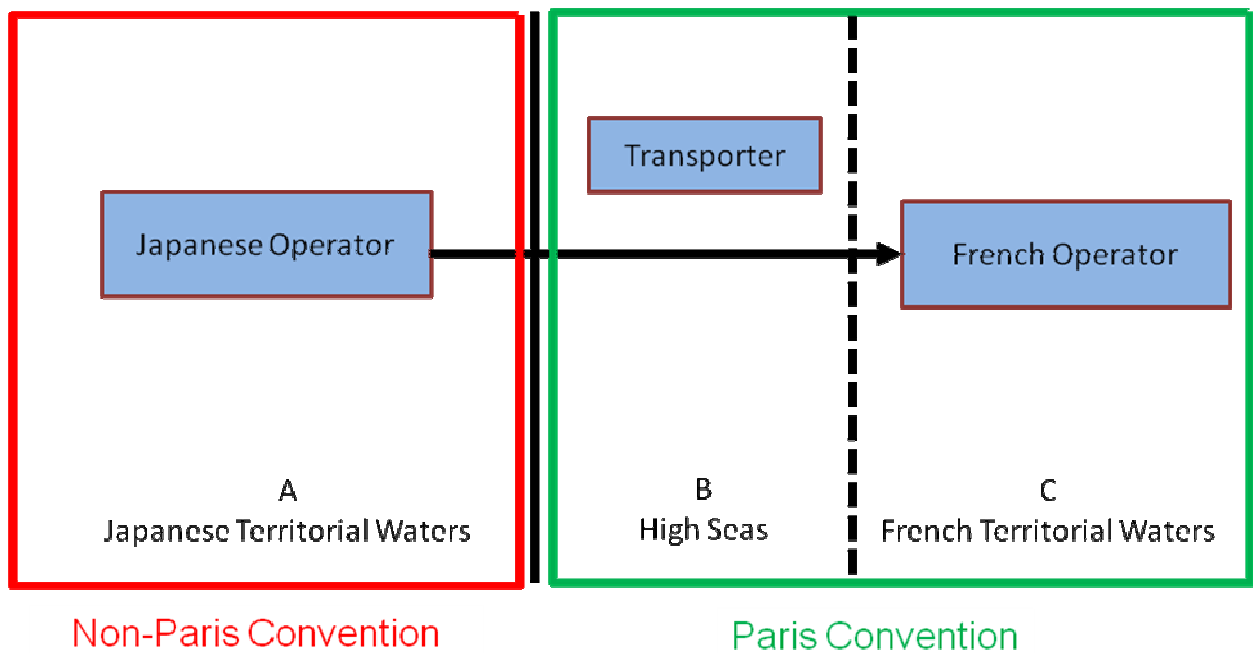 Transporter
Japanese Operator
French Operator
A
Japanese Territorial Waters
B
High Seas
C
French Territorial Waters
Non-Paris Convention
Paris Convention